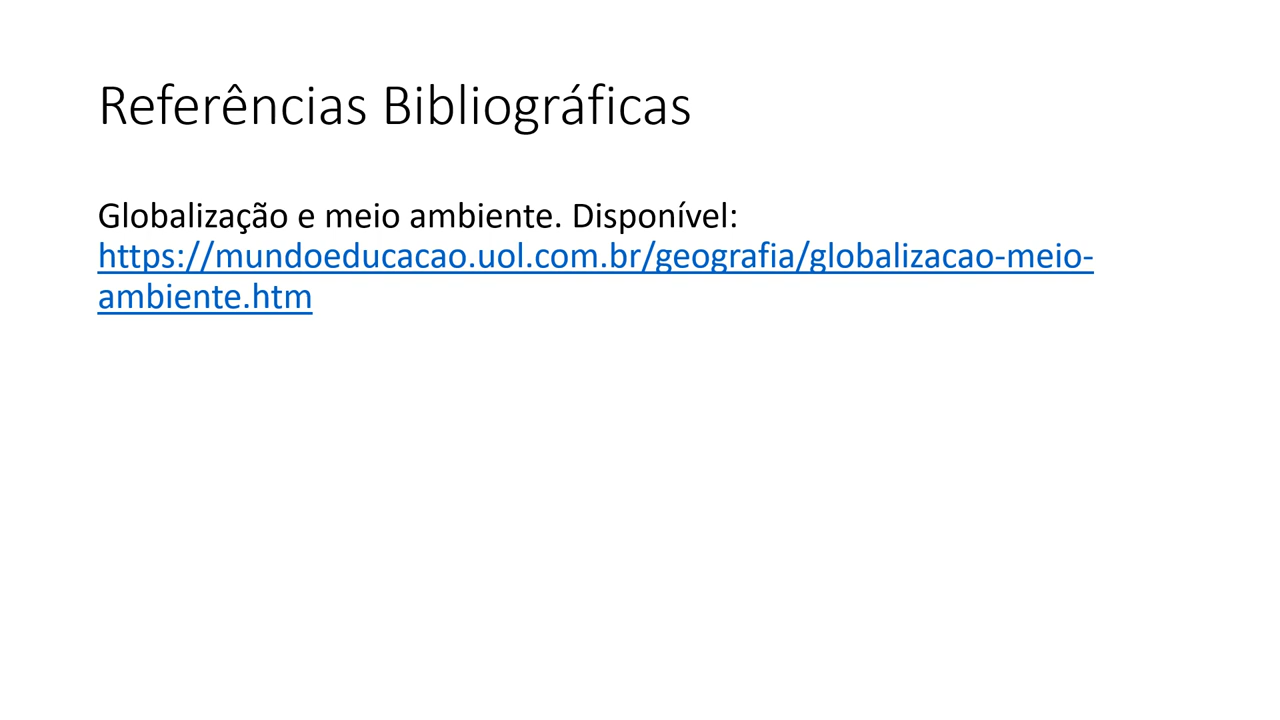 Referências Bibliográficas
Globalização e meio ambiente. Disponível:
https://mundoeducacao.uol.com.br/geografia/globalizacao-meio-
ambiente.htm